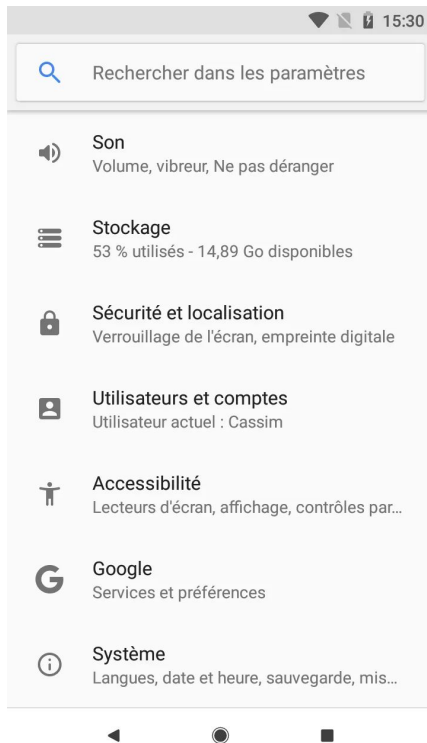 15:30
Rechercher dans les paramètres
Son
Volume, vibreur, Ne pas déranger
Stockage
53 % utilisés - 14,89 Go disponibles
Sécurité et localisation
Verrouillage de l'écran, empreinte digitale
Utilisateurs et comptes
Utilisateur actuel : Cassim
Accessibilité
Lecteurs d'écran, affichage, contrôles par...
Google
Services et préférences
Système
Langues, date et heure, sauvegarde, mis...